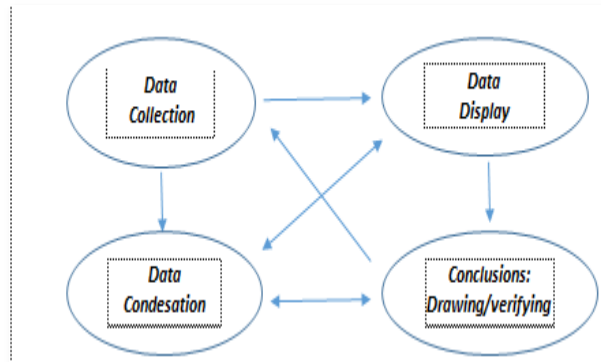 Data
Collection
Data
Display
Data
Condesation
Conclusions:
Drawing/verifying